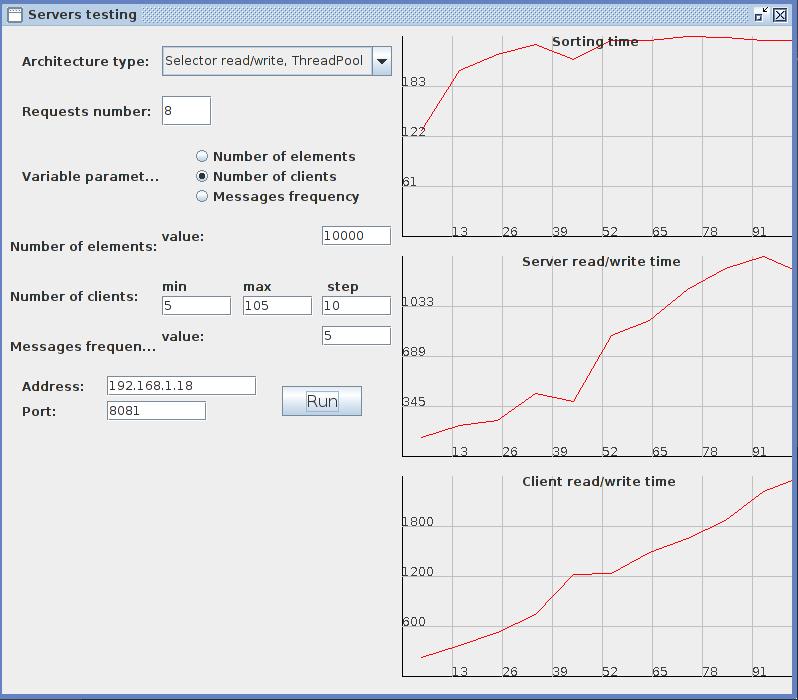 Servers testing
Architecture type: Selector read/write, ThreadPool
Requests number: 8
Variable paramet...
Number of elements
Number of clients
Messages frequency
Number of elements: value: 10000
min max step
Number of clients: 5 105 10
Messages frequen... value: 5
Address: 192.168.1.18
Port: 8081
Run
Sorting time
183
122
61
13 26 39 52 65 78 91
Server read/write time
1033
689
345
13 26 39 52 65 78 91
Client read/write time
1800
1200
600
13 26 39 52 65 78 91